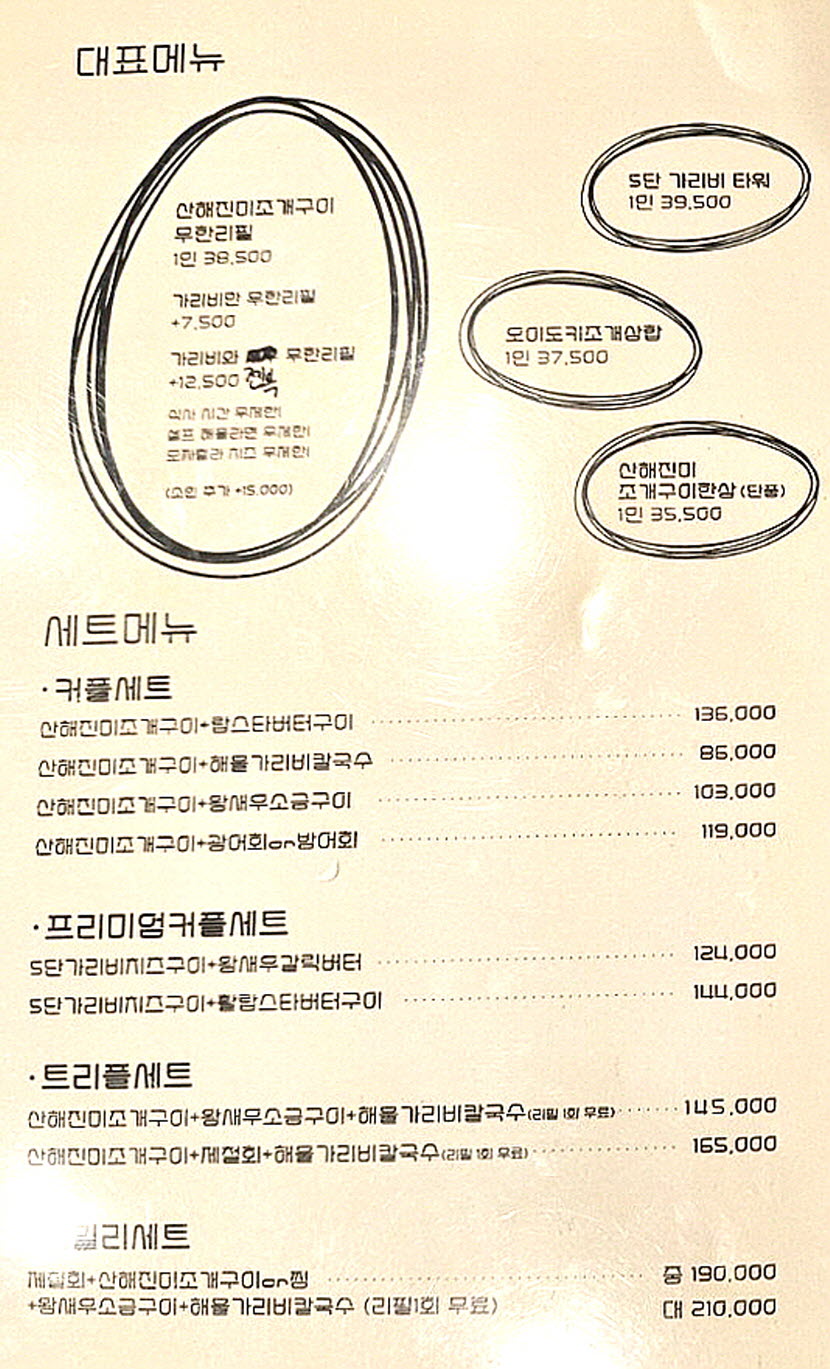 대표메뉴
산해진미조개구이
무한리필
1인 38,500
가리비만 무한리필
+7,500
가리비와 전복 무한리필
+12,500
식사 시간 무제한!
셀프 해물라면 무제한!
모짜렐라 치즈 무제한!
(소인 추가 +15,000)
5단 가리비 타워
1인 39,500
오이도키조개삼합
1인 37,500
산해진미
조개구이한상(단품)
1인 35,500
세트메뉴
·커플세트
산해진미조개구이+랍스타버터구이 136,000
산해진미조개구이+해물가리비칼국수 86,000
산해진미조개구이+왕새우소금구이 103,000
산해진미조개구이+광어회or방어회 119,000
·프리미엄커플세트
5단가리비치즈구이+왕새우갈릭버터 124,000
5단가리비치즈구이+활랍스타버터구이 144,000
·트리플세트
산해진미조개구이+왕새우소금구이+해물가리비칼국수(리필 1회 무료) 145,000
산해진미조개구이+제철회+해물가리비칼국수(리필 1회 무료) 165,000
밀리세트
제철회+산해진미조개구이or찜 중 190,000
+왕새우소금구이+해물가리비칼국수 (리필1회 무료) 대 210,000